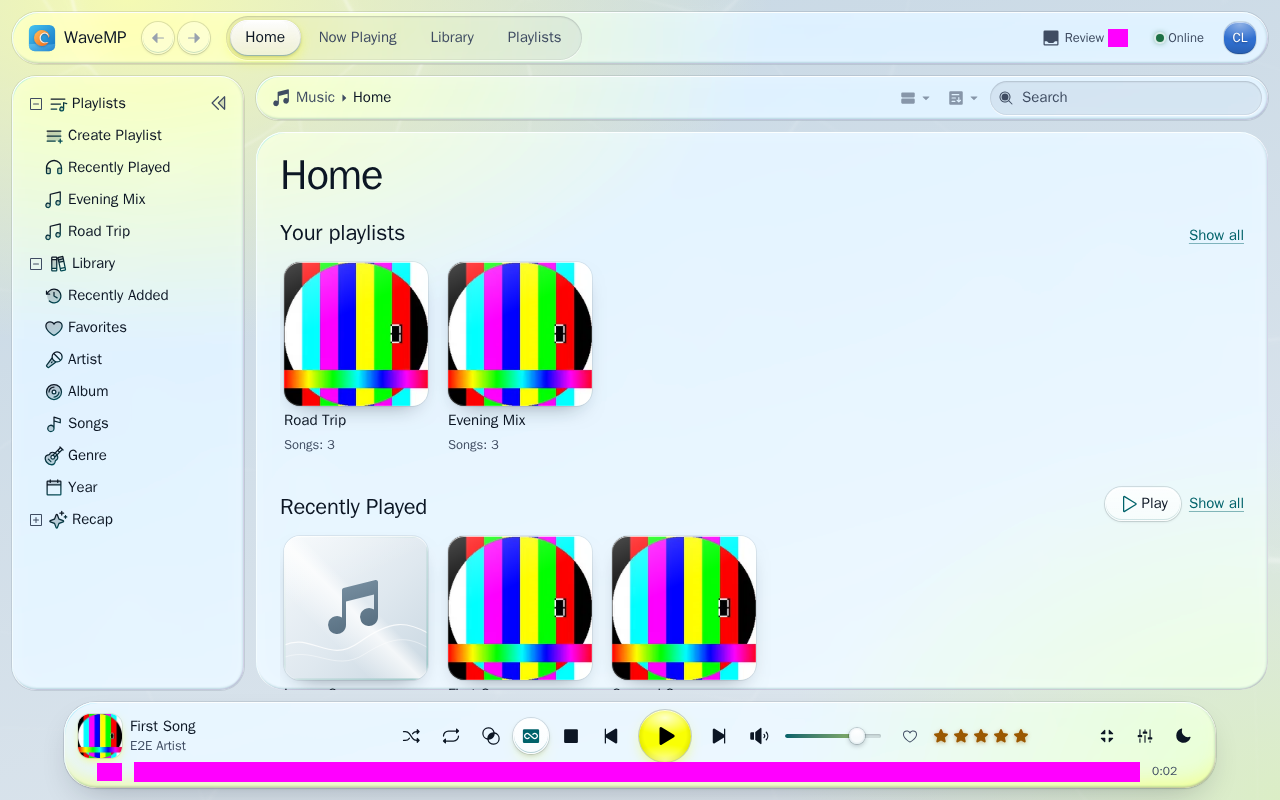 WaveMP
Home
Now Playing
Library
Playlists
Review
Online
CL
Playlists
Create Playlist
Recently Played
Evening Mix
Road Trip
Library
Recently Added
Favorites
Artist
Album
Songs
Genre
Year
Recap
Music
Home
Search
Home
Your playlists
Show all
Road Trip
Songs: 3
Evening Mix
Songs: 3
Recently Played
Play
Show all
First Song
E2E Artist
0:02